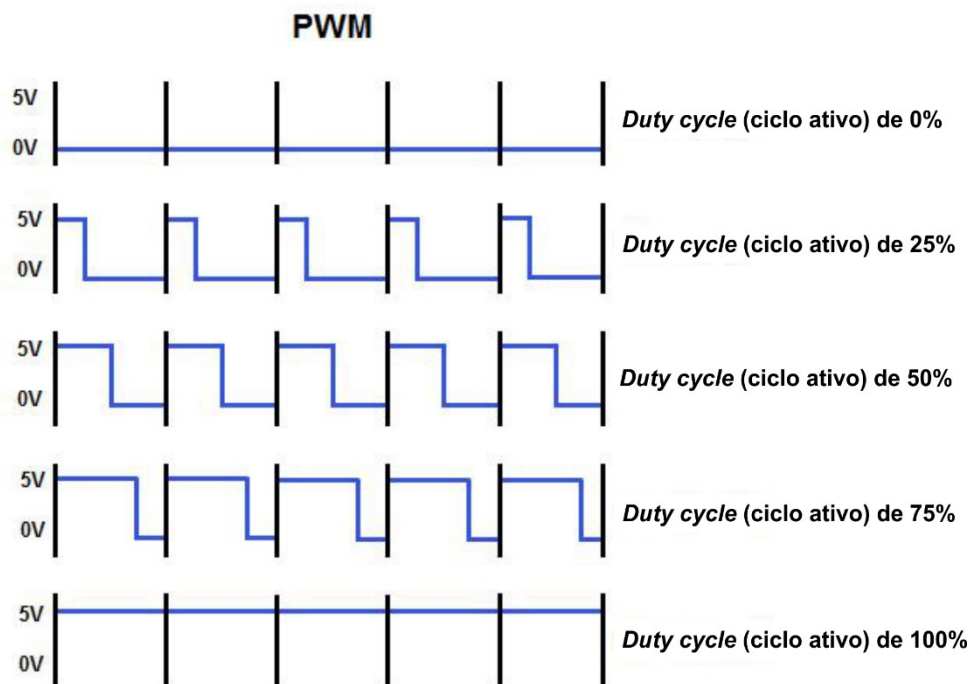 PWM
5V
0V
Duty cycle (ciclo ativo) de 0%
5V
0V
Duty cycle (ciclo ativo) de 25%
5V
0V
Duty cycle (ciclo ativo) de 50%
5V
0V
Duty cycle (ciclo ativo) de 75%
5V
0V
Duty cycle (ciclo ativo) de 100%